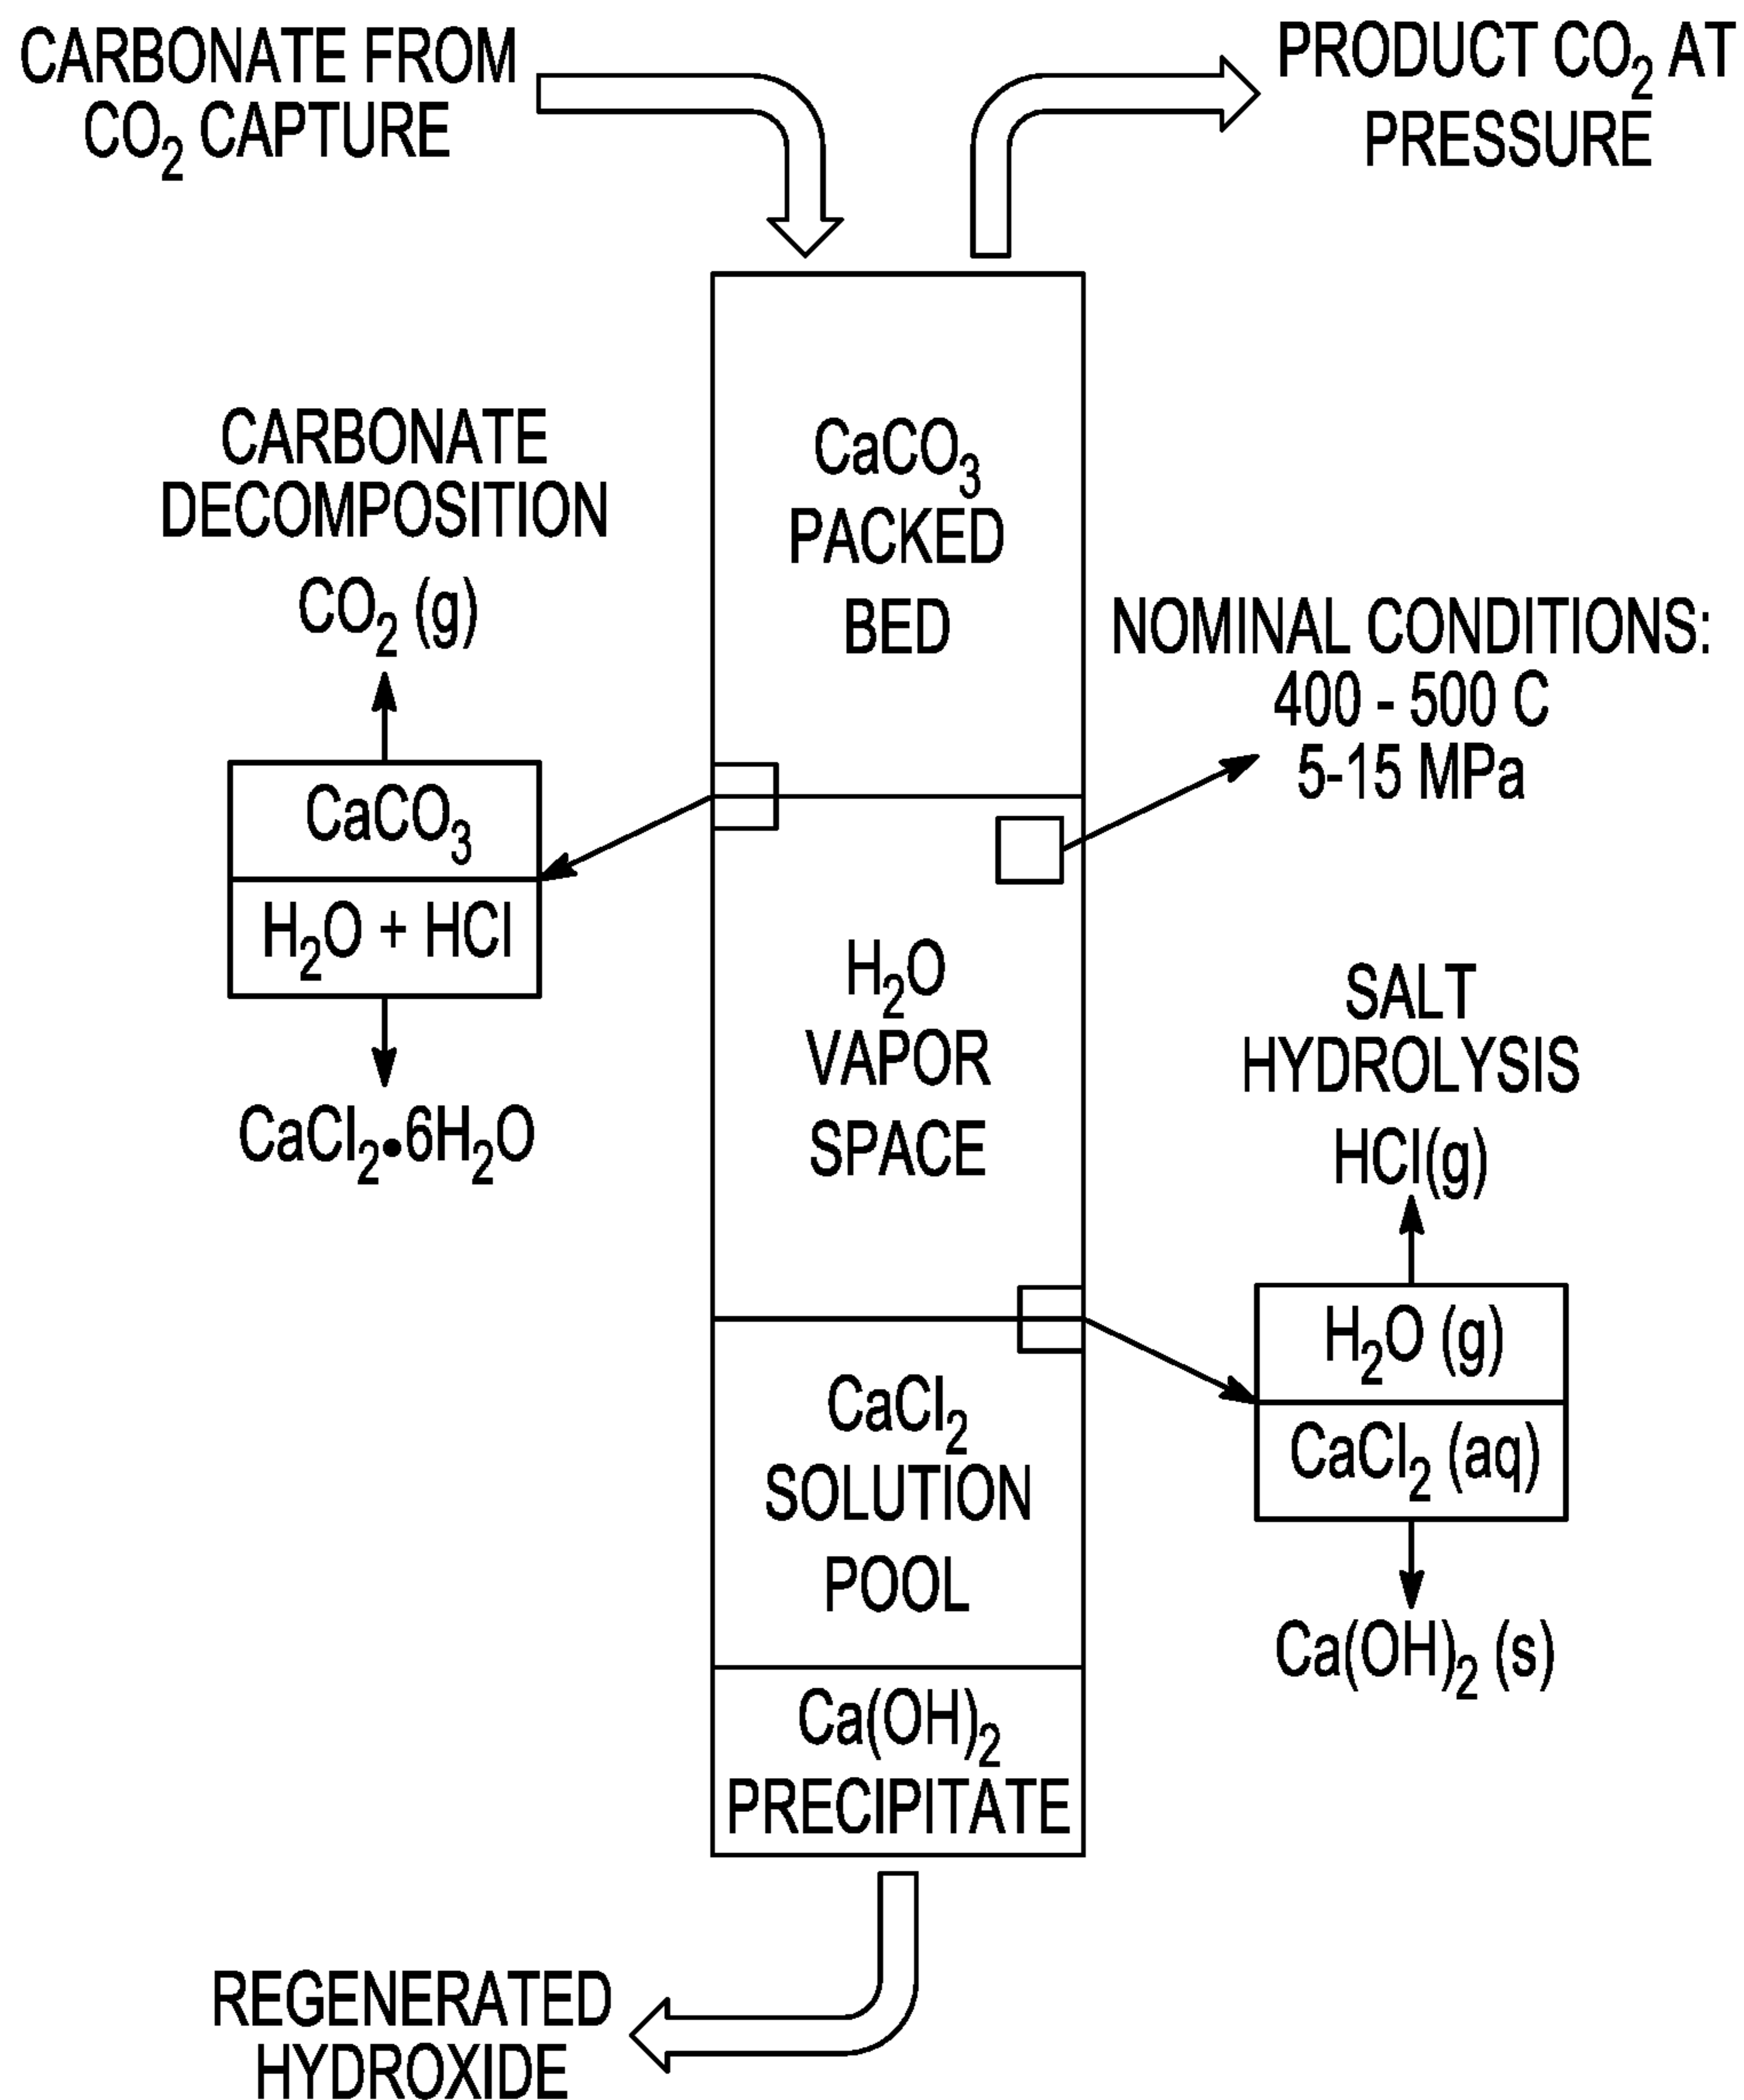 CARBONATE FROM
CO₂ CAPTURE
PRODUCT CO₂ AT
PRESSURE
CaCO₃
PACKED
BED
CARBONATE
DECOMPOSITION
CO₂ (g)
CaCO₃
H₂O + HCl
CaCl₂•6H₂O
NOMINAL CONDITIONS:
400 - 500 C
5-15 MPa
H₂O
VAPOR
SPACE
SALT
HYDROLYSIS
HCl(g)
H₂O (g)
CaCl₂ (aq)
Ca(OH)₂ (s)
CaCl₂
SOLUTION
POOL
Ca(OH)₂
PRECIPITATE
REGENERATED
HYDROXIDE